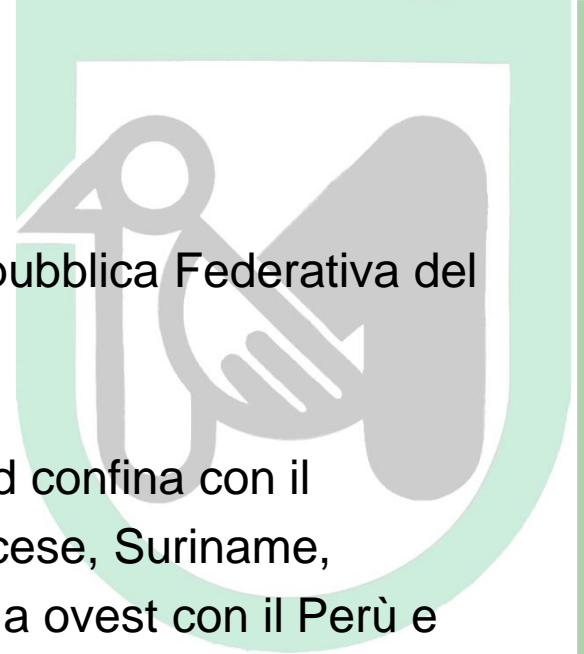 pubblica Federativa del
d confina con il
cese, Suriname,
a ovest con il Perù e